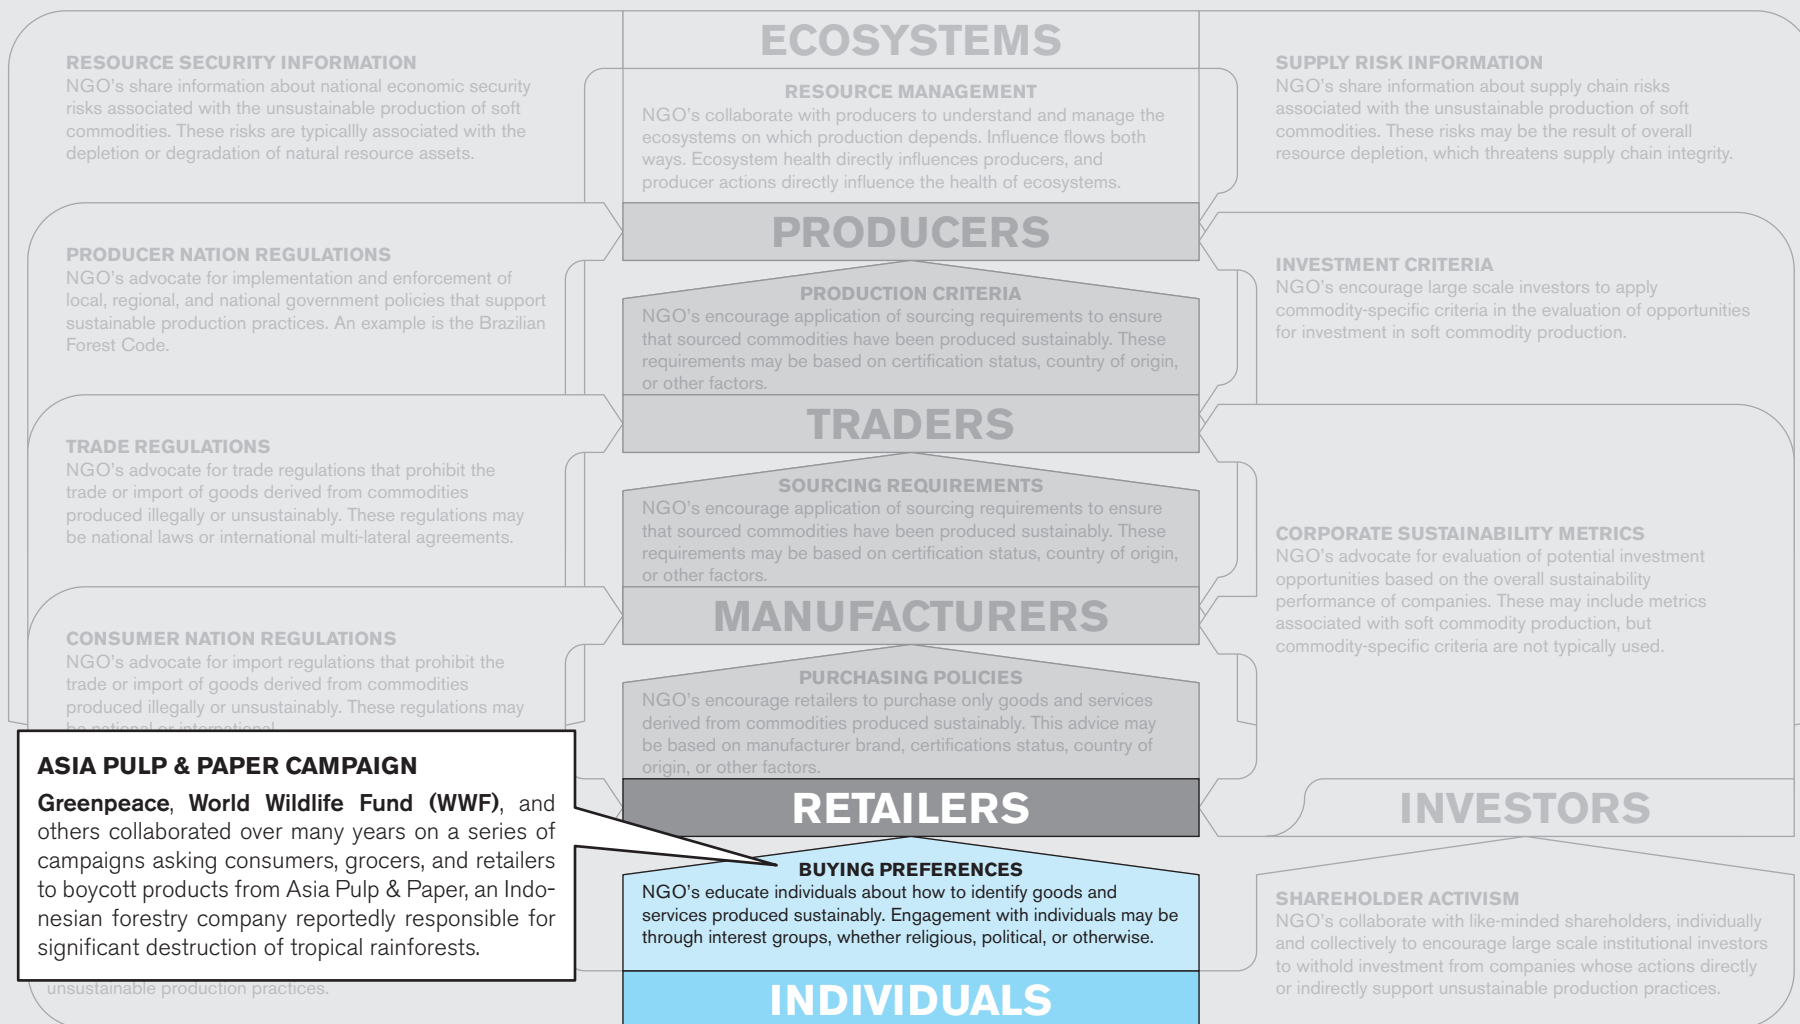 ECOSYSTEMS
RESOURCE SECURITY INFORMATION
NGO's share information about national economic security
risks associated with the unsustainable production of soft
commodities. These risks are typicallly associated with the
depletion or degradation of natural resource assets.
RESOURCE MANAGEMENT
NGO's collaborate with producers to understand and manage the
ecosystems on which production depends. Influence flows both
ways. Ecosystem health directly influences producers, and
producer actions directly influence the health of ecosystems.
SUPPLY RISK INFORMATION
NGO's share information about supply chain risks
associated with the unsustainable production of soft
commodities. These risks may be the result of overall
resource depletion, which threatens supply chain integrity.
PRODUCERS
PRODUCER NATION REGULATIONS
NGO's advocate for implementation and enforcement of
local, regional, and national government policies that support
sustainable production practices. An example is the Brazilian
Forest Code.
PRODUCTION CRITERIA
NGO's encourage application of sourcing requirements to ensure
that sourced commodities have been produced sustainably. These
requirements may be based on certification status, country of origin,
or other factors.
INVESTMENT CRITERIA
NGO's encourage large scale investors to apply
commodity-specific criteria in the evaluation of opportunities
for investment in soft commodity production.
TRADERS
TRADE REGULATIONS
NGO's advocate for trade regulations that prohibit the
trade or import of goods derived from commodities
produced illegally or unsustainably. These regulations may
be national laws or international multi-lateral agreements.
SOURCING REQUIREMENTS
NGO's encourage application of sourcing requirements to ensure
that sourced commodities have been produced sustainably. These
requirements may be based on certification status, country of origin,
or other factors.
CORPORATE SUSTAINABILITY METRICS
NGO's advocate for evaluation of potential investment
opportunities based on the overall sustainability
performance of companies. These may include metrics
associated with soft commodity production, but
commodity-specific criteria are not typically used.
MANUFACTURERS
CONSUMER NATION REGULATIONS
NGO's advocate for import regulations that prohibit the
trade or import of goods derived from commodities
produced illegally or unsustainably. These regulations may
be national or international
PURCHASING POLICIES
NGO's encourage retailers to purchase only goods and services
derived from commodities produced sustainably. This advice may
be based on manufacturer brand, certifications status, country of
origin, or other factors.
ASIA PULP & PAPER CAMPAIGN
Greenpeace, World Wildlife Fund (WWF), and
others collaborated over many years on a series of
campaigns asking consumers, grocers, and retailers
to boycott products from Asia Pulp & Paper, an Indo-
nesian forestry company reportedly responsible for
significant destruction of tropical rainforests.
unsustainable production practices.
RETAILERS
INVESTORS
BUYING PREFERENCES
NGO's educate individuals about how to identify goods and
services produced sustainably. Engagement with individuals may be
through interest groups, whether religious, political, or otherwise.
SHAREHOLDER ACTIVISM
NGO's collaborate with like-minded shareholders, individually
and collectively to encourage large scale institutional investors
to withold investment from companies whose actions directly
or indirectly support unsustainable production practices.
INDIVIDUALS